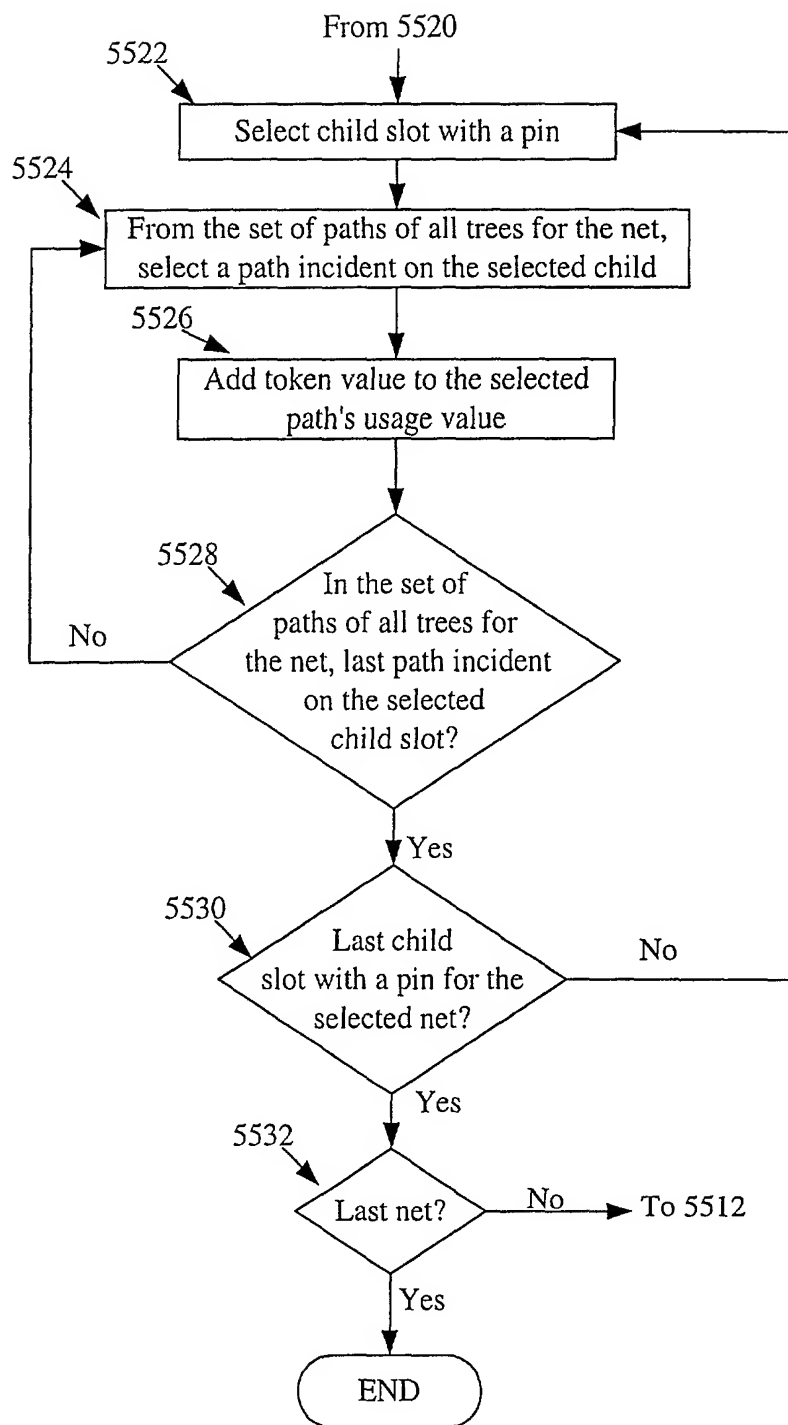 From 5520
5522
Select child slot with a pin
5524
From the set of paths of all trees for the net,
select a path incident on the selected child
5526
Add token value to the selected
path's usage value
5528
In the set of
paths of all trees for
the net, last path incident
on the selected
child slot?
No
Yes
5530
Last child
slot with a pin for the
selected net?
No
Yes
5532
Last net?
No
To 5512
Yes
END